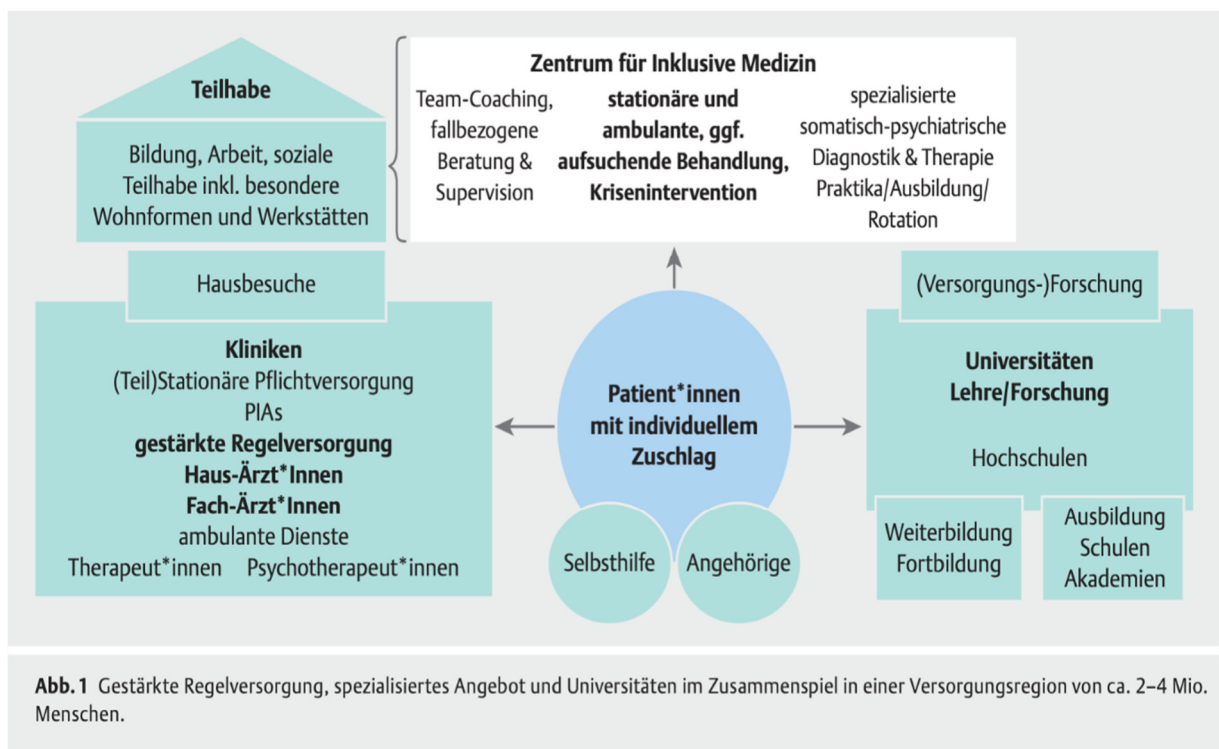 Teilhabe
Bildung, Arbeit, soziale
Teilhabe inkl. besondere
Wohnformen und Werkstätten
Zentrum für Inklusive Medizin
Team-Coaching,
fallbezogene
Beratung &
Supervision
stationäre und
ambulante, ggf.
aufsuchende Behandlung,
Krisenintervention
spezialisierte
somatisch-psychiatrische
Diagnostik & Therapie
Praktika/Ausbildung/
Rotation
Hausbesuche
Kliniken
(Teil)Stationäre Pflichtversorgung
PIAs
gestärkte Regelversorgung
Haus-Ärzt*Innen
Fach-Ärzt*Innen
ambulante Dienste
Therapeut*innen Psychotherapeut*innen
Patient*innen
mit individuellem
Zuschlag
Selbsthilfe
Angehörige
(Versorgungs-)Forschung
Universitäten
Lehre/Forschung
Hochschulen
Weiterbildung
Fortbildung
Ausbildung
Schulen
Akademien
Abb. 1 Gestärkte Regelversorgung, spezialisiertes Angebot und Universitäten im Zusammenspiel in einer Versorgungsregion von ca. 2–4 Mio.
Menschen.